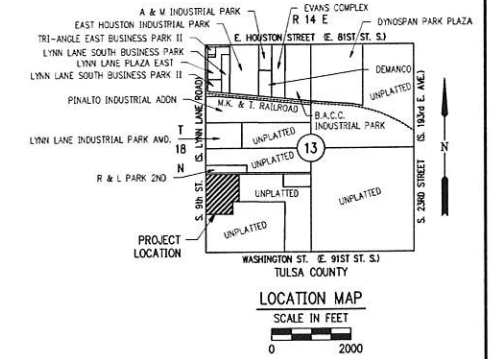 A & M INDUSTRIAL PARK
EVANS COMPLEX
EAST HOUSTON INDUSTRIAL PARK
R 14 E
DYNOSPAN PARK PLAZA
TRI-ANGLE EAST BUSINESS PARK II
E. HOUSTON STREET (E. 81ST ST. S.)
LYNN LANE SOUTH BUSINESS PARK
LYNN LANE PLAZA EAST
DEMANCO
LYNN LANE SOUTH BUSINESS PARK II
UNPLATTED
PINALTO INDUSTRIAL ADDN
M.K. & T. RAILROAD
B.A.C.C.
INDUSTRIAL PARK
(S. LYNN LANE ROAD)
(S. 193rd E. AVE.)
T
18
N
LYNN LANE INDUSTRIAL PARK AMD.
UNPLATTED
13
N
UNPLATTED
R & L PARK 2ND
S. 9th ST.
S. 23RD STREET
UNPLATTED
UNPLATTED
UNPLATTED
PROJECT
LOCATION
WASHINGTON ST. (E. 91ST ST. S.)
TULSA COUNTY
LOCATION MAP
SCALE IN FEET
0 2000